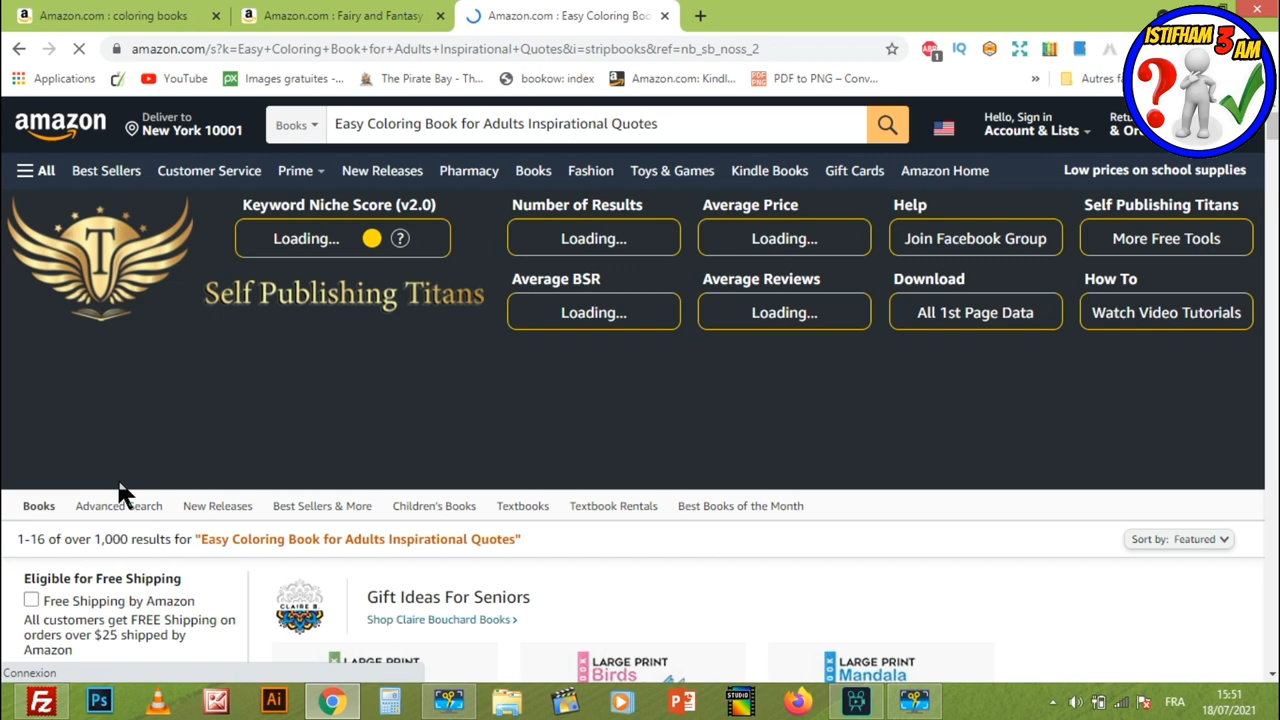 Amazon.com : coloring books
Amazon.com : Fairy and Fantasy
Amazon.com : Easy Coloring Boo
amazon.com/s?k=Easy+Coloring+Book+for+Adults+Inspirational+Quotes&i=stripbooks&ref=nb_sb_noss_2
Applications
YouTube
Images gratuites -...
The Pirate Bay - Th...
bookow: index
Amazon.com: Kindl...
PDF to PNG – Conv...
»
ISTIFHAM 3 AM
amazon
Deliver to
New York 10001
Books
Easy Coloring Book for Adults Inspirational Quotes
Hello, Sign in
Account & Lists
All
Best Sellers
Customer Service
Prime
New Releases
Pharmacy
Books
Fashion
Toys & Games
Kindle Books
Gift Cards
Amazon Home
Low prices on school supplies
Keyword Niche Score (v2.0)
Loading... ?
Number of Results
Loading...
Average Price
Loading...
Help
Join Facebook Group
Self Publishing Titans
More Free Tools
T
Self Publishing Titans
Average BSR
Loading...
Average Reviews
Loading...
Download
All 1st Page Data
How To
Watch Video Tutorials
Books
Advanced Search
New Releases
Best Sellers & More
Children's Books
Textbooks
Textbook Rentals
Best Books of the Month
1-16 of over 1,000 results for "Easy Coloring Book for Adults Inspirational Quotes"
Sort by: Featured
Eligible for Free Shipping
Free Shipping by Amazon
All customers get FREE Shipping on
orders over $25 shipped by
Amazon
CLAIRE B.
Gift Ideas For Seniors
Shop Claire Bouchard Books ›
LARGE PRINT
LARGE PRINT
Birds
LARGE PRINT
Mandala
Connexion
FRA
15:51
18/07/2021